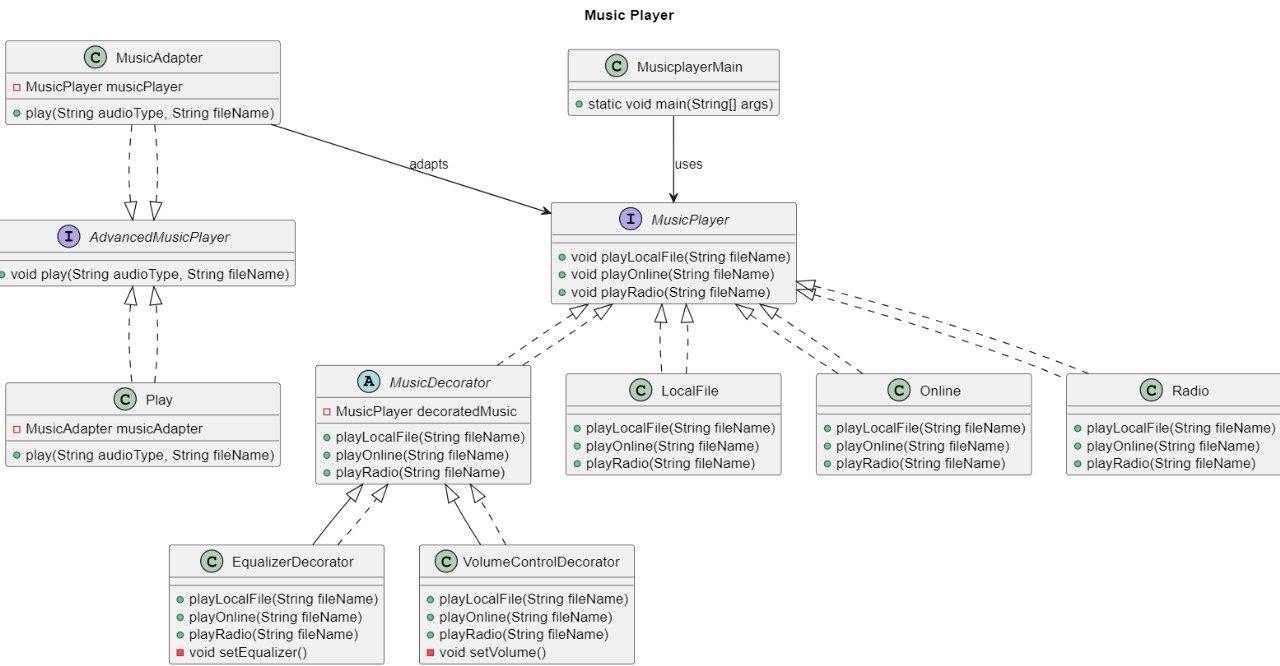 Music Player
C MusicAdapter
MusicPlayer musicPlayer
play(String audioType, String fileName)
C MusicplayerMain
static void main(String[] args)
adapts
uses
I AdvancedMusicPlayer
void play(String audioType, String fileName)
I MusicPlayer
void playLocalFile(String fileName)
void playOnline(String fileName)
void playRadio(String fileName)
C Play
MusicAdapter musicAdapter
play(String audioType, String fileName)
A MusicDecorator
MusicPlayer decoratedMusic
playLocalFile(String fileName)
playOnline(String fileName)
playRadio(String fileName)
C LocalFile
playLocalFile(String fileName)
playOnline(String fileName)
playRadio(String fileName)
C Online
playLocalFile(String fileName)
playOnline(String fileName)
playRadio(String fileName)
C Radio
playLocalFile(String fileName)
playOnline(String fileName)
playRadio(String fileName)
C EqualizerDecorator
playLocalFile(String fileName)
playOnline(String fileName)
playRadio(String fileName)
void setEqualizer()
C VolumeControlDecorator
playLocalFile(String fileName)
playOnline(String fileName)
playRadio(String fileName)
void setVolume()